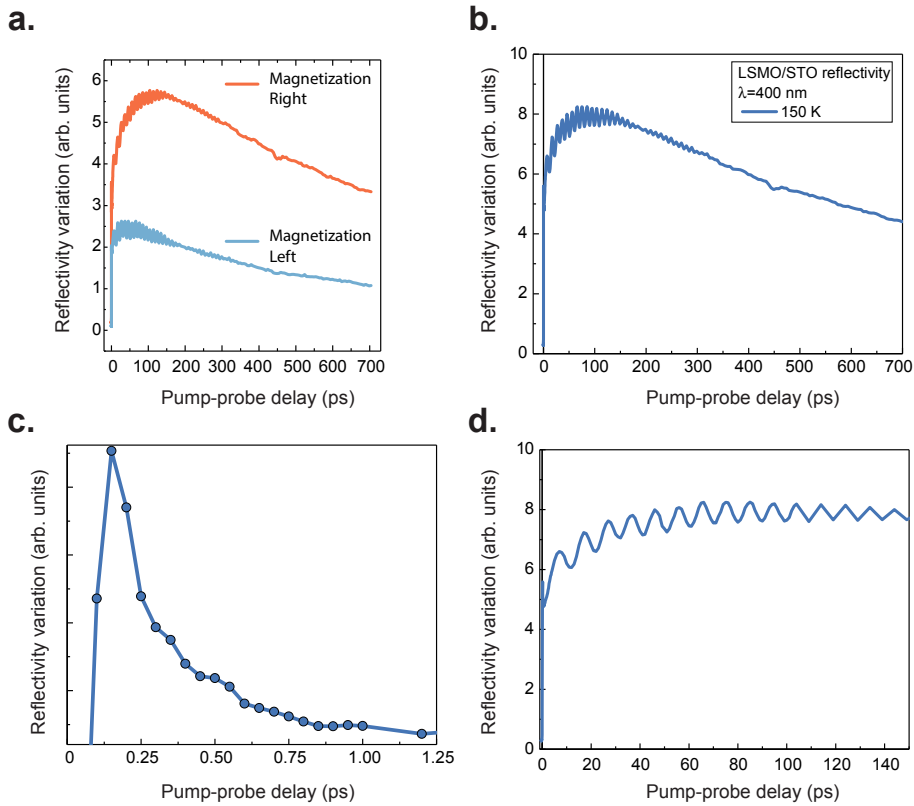 a.
Reflectivity variation (arb. units)
6
5
4
3
2
1
0
Magnetization
Right
Magnetization
Left
0 100 200 300 400 500 600 700
Pump-probe delay (ps)
b.
Reflectivity variation (arb. units)
10
8
6
4
2
0
LSMO/STO reflectivity
λ=400 nm
150 K
0 100 200 300 400 500 600 700
Pump-probe delay (ps)
c.
Reflectivity variation (arb. units)
0 0.25 0.50 0.75 1.00 1.25
Pump-probe delay (ps)
d.
Reflectivity variation (arb. units)
10
8
6
4
2
0
0 20 40 60 80 100 120 140
Pump-probe delay (ps)